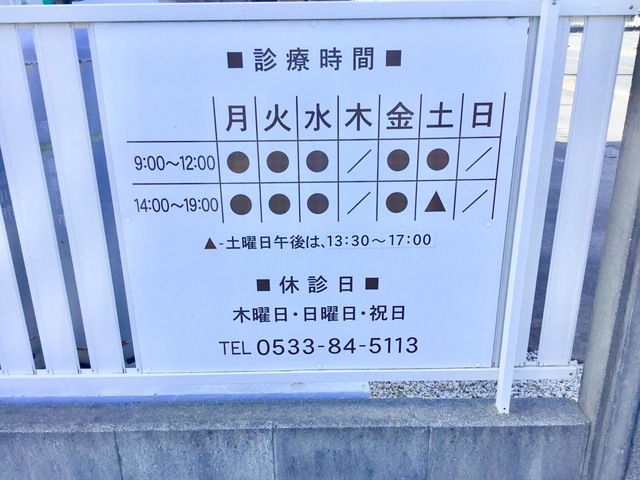 ■診療時間■
月 火 水 木 金 土 日
9:00～12:00 ● ● ● ／ ● ● ／
14:00～19:00 ● ● ● ／ ● ▲ ／
▲-土曜日午後は、13:30～17:00
■休診日■
木曜日・日曜日・祝日
TEL 0533-84-5113